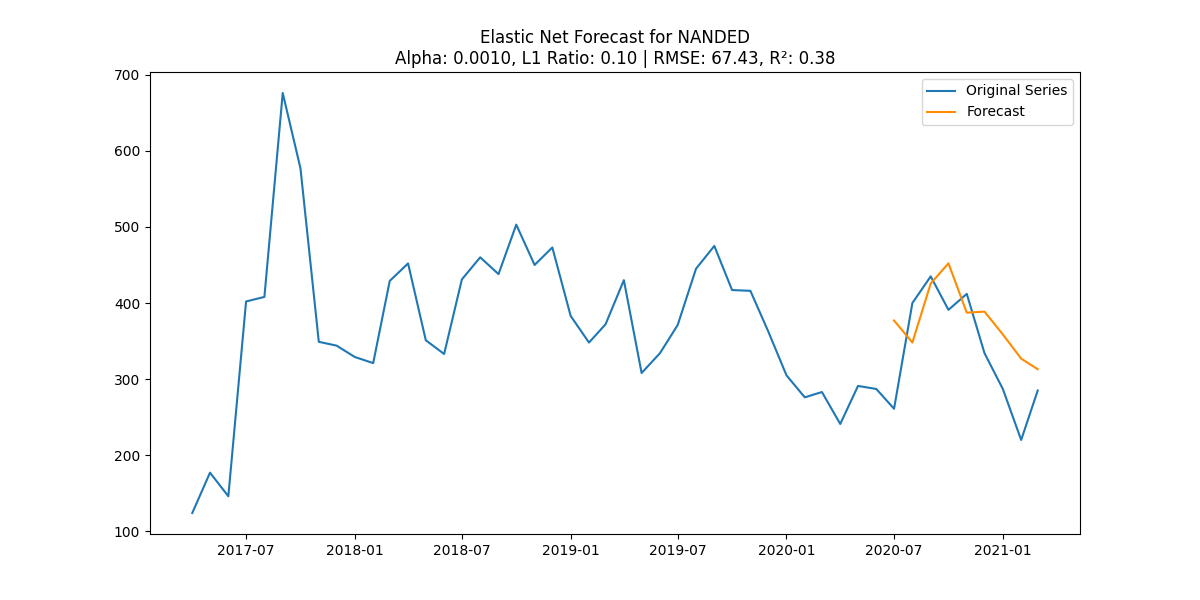 Elastic Net Forecast for NANDED
Alpha: 0.0010, L1 Ratio: 0.10 | RMSE: 67.43, R²: 0.38
Original Series
Forecast
700
600
500
400
300
200
100
2017-07 2018-01 2018-07 2019-01 2019-07 2020-01 2020-07 2021-01